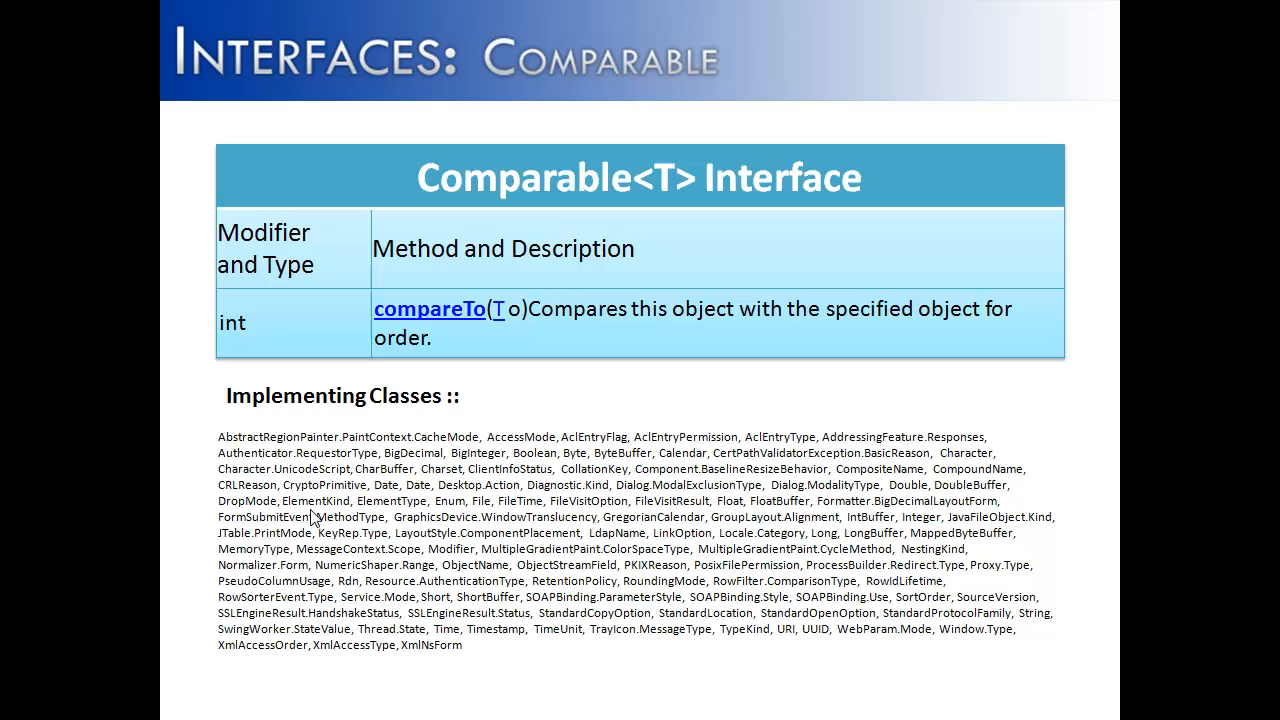 INTERFACES: COMPARABLE
Comparable<T> Interface
Modifier and Type
Method and Description
int
compareTo(T o)Compares this object with the specified object for
order.
Implementing Classes ::
AbstractRegionPainter.PaintContext.CacheMode, AccessMode, AclEntryFlag, AclEntryPermission, AclEntryType, AddressingFeature.Responses,
Authenticator.RequestorType, BigDecimal, BigInteger, Boolean, Byte, ByteBuffer, Calendar, CertPathValidatorException.BasicReason, Character,
Character.UnicodeScript, CharBuffer, Charset, ClientInfoStatus, CollationKey, Component.BaselineResizeBehavior, CompositeName, CompoundName,
CRLReason, CryptoPrimitive, Date, Date, Desktop.Action, Diagnostic.Kind, Dialog.ModalExclusionType, Dialog.ModalityType, Double, DoubleBuffer,
DropMode, ElementKind, ElementType, Enum, File, FileTime, FileVisitOption, FileVisitResult, Float, FloatBuffer, Formatter.BigDecimalLayoutForm,
FormSubmitEvent.MethodType, GraphicsDevice.WindowTranslucency, GregorianCalendar, GroupLayout.Alignment, IntBuffer, Integer, JavaFileObject.Kind,
JTable.PrintMode, KeyRep.Type, LayoutStyle.ComponentPlacement, LdapName, LinkOption, Locale.Category, Long, LongBuffer, MappedByteBuffer,
MemoryType, MessageContext.Scope, Modifier, MultipleGradientPaint.ColorSpaceType, MultipleGradientPaint.CycleMethod, NestingKind,
Normalizer.Form, NumericShaper.Range, ObjectName, ObjectStreamField, PKIXReason, PosixFilePermission, ProcessBuilder.Redirect.Type, Proxy.Type,
PseudoColumnUsage, Rdn, Resource.AuthenticationType, RetentionPolicy, RoundingMode, RowFilter.ComparisonType, RowIdLifetime,
RowSorterEvent.Type, Service.Mode, Short, ShortBuffer, SOAPBinding.ParameterStyle, SOAPBinding.Style, SOAPBinding.Use, SortOrder, SourceVersion,
SSLEngineResult.HandshakeStatus, SSLEngineResult.Status, StandardCopyOption, StandardLocation, StandardOpenOption, StandardProtocolFamily, String,
SwingWorker.StateValue, Thread.State, Time, Timestamp, TimeUnit, TrayIcon.MessageType, TypeKind, URI, UUID, WebParam.Mode, Window.Type,
XmlAccessOrder, XmlAccessType, XmlNsForm